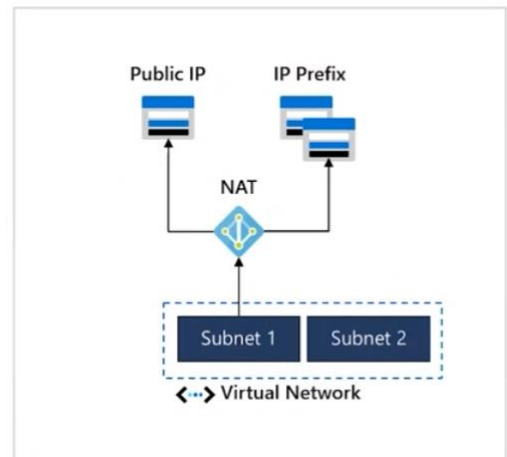 Public IP
IP Prefix
NAT
Subnet 1
Subnet 2
Virtual Network